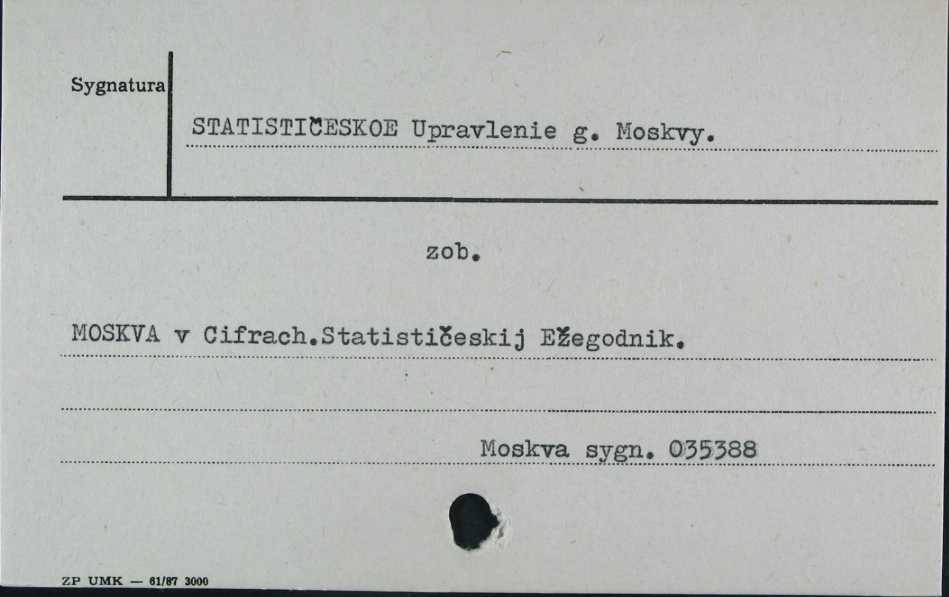 Sygnatura
STATISTIČESKOE Upravlenie g. Moskvy.
zob.
MOSKVA v Cifrach.Statističeskij Ežegodnik.
Moskva sygn. 035388
ZP UMK — 61/87 3000